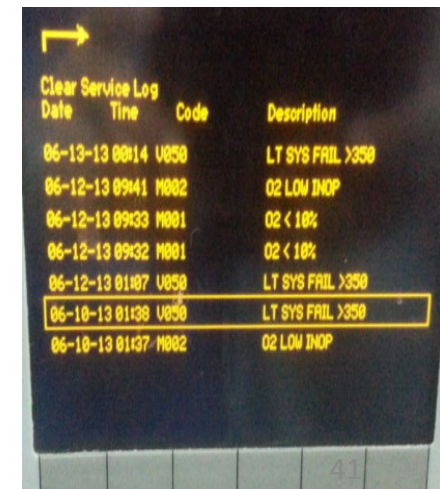 Clear Service Log
Date Time Code Description
06-13-13 00:14 V050 LT SYS FAIL >350
06-12-13 09:41 M002 O2 LOW INOP
06-12-13 09:33 M001 O2 < 18%
06-12-13 09:32 M001 O2 < 18%
06-12-13 01:07 V050 LT SYS FAIL >350
06-10-13 01:38 V050 LT SYS FAIL >350
06-10-13 01:37 M002 O2 LOW INOP
41